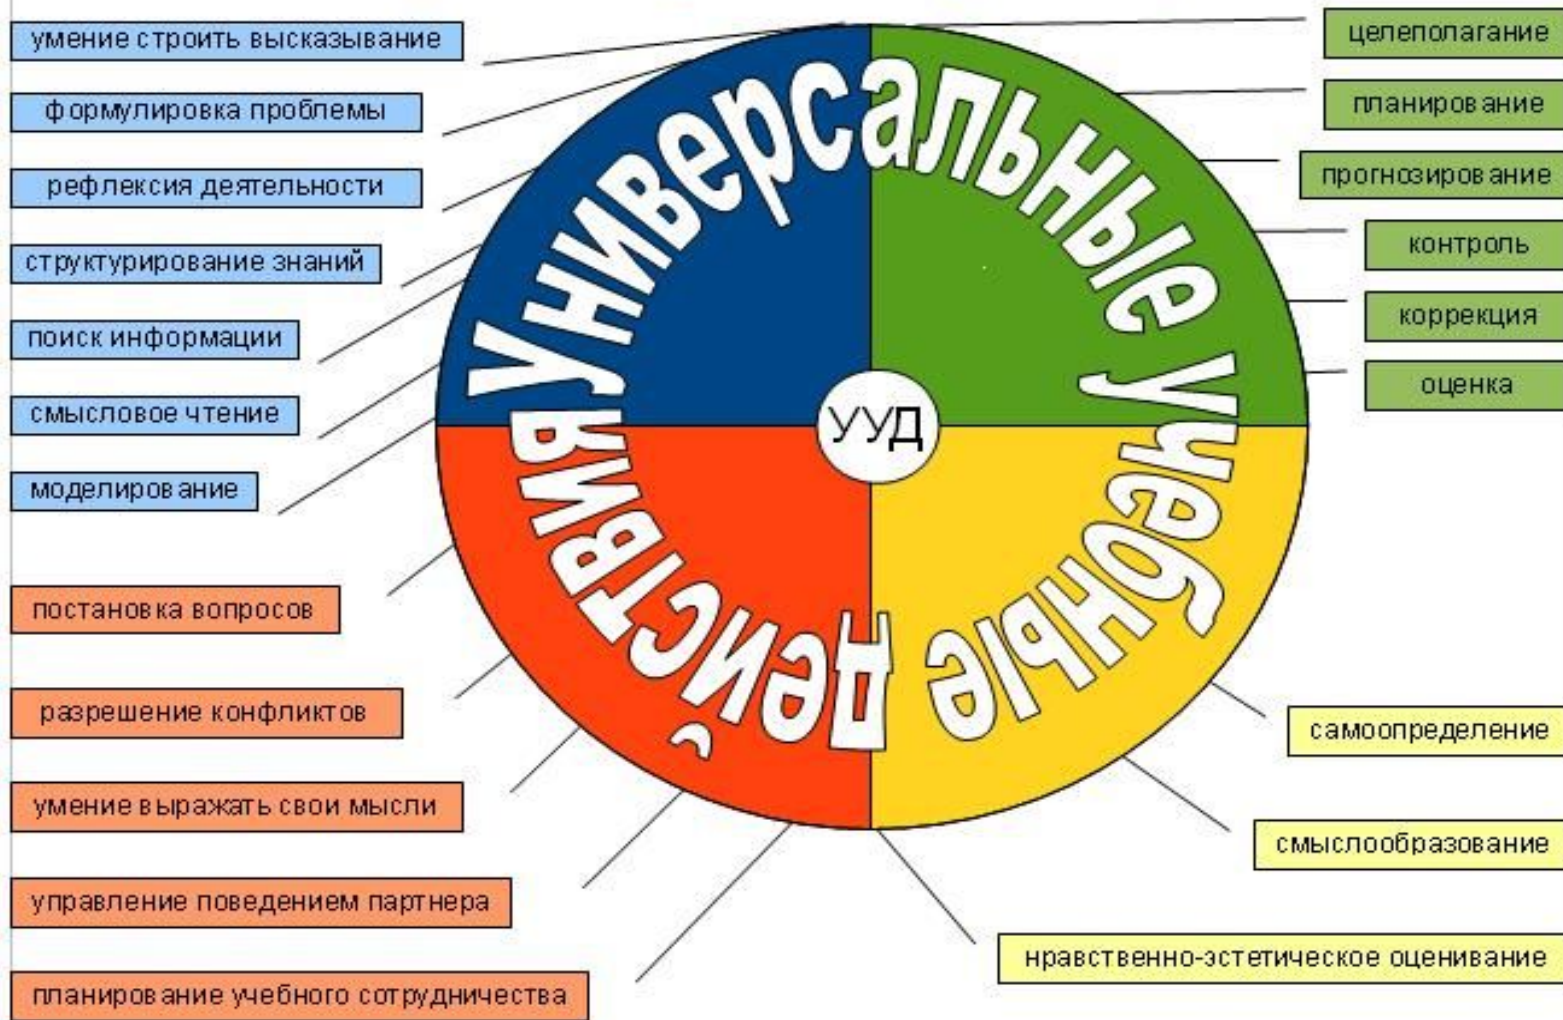 умение строить высказывание
формулировка проблемы
рефлексия деятельности
структурирование знаний
поиск информации
смысловое чтение
моделирование
постановка вопросов
разрешение конфликтов
умение выражать свои мысли
управление поведением партнера
планирование учебного сотрудничества
Универсальные учебные действия
УУД
целеполагание
планирование
прогнозирование
контроль
коррекция
оценка
самоопределение
смыслообразование
нравственно-эстетическое оценивание